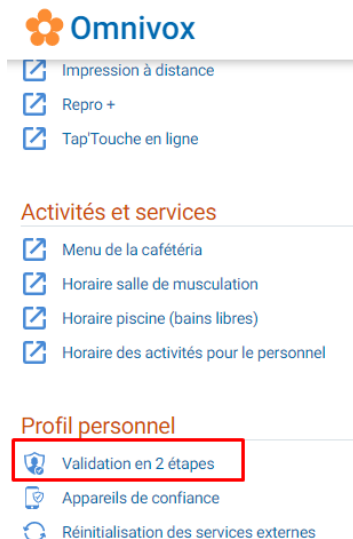 Omnivox
Impression à distance
Repro +
Tap'Touche en ligne
Activités et services
Menu de la cafétéria
Horaire salle de musculation
Horaire piscine (bains libres)
Horaire des activités pour le personnel
Profil personnel
Validation en 2 étapes
Appareils de confiance
Réinitialisation des services externes